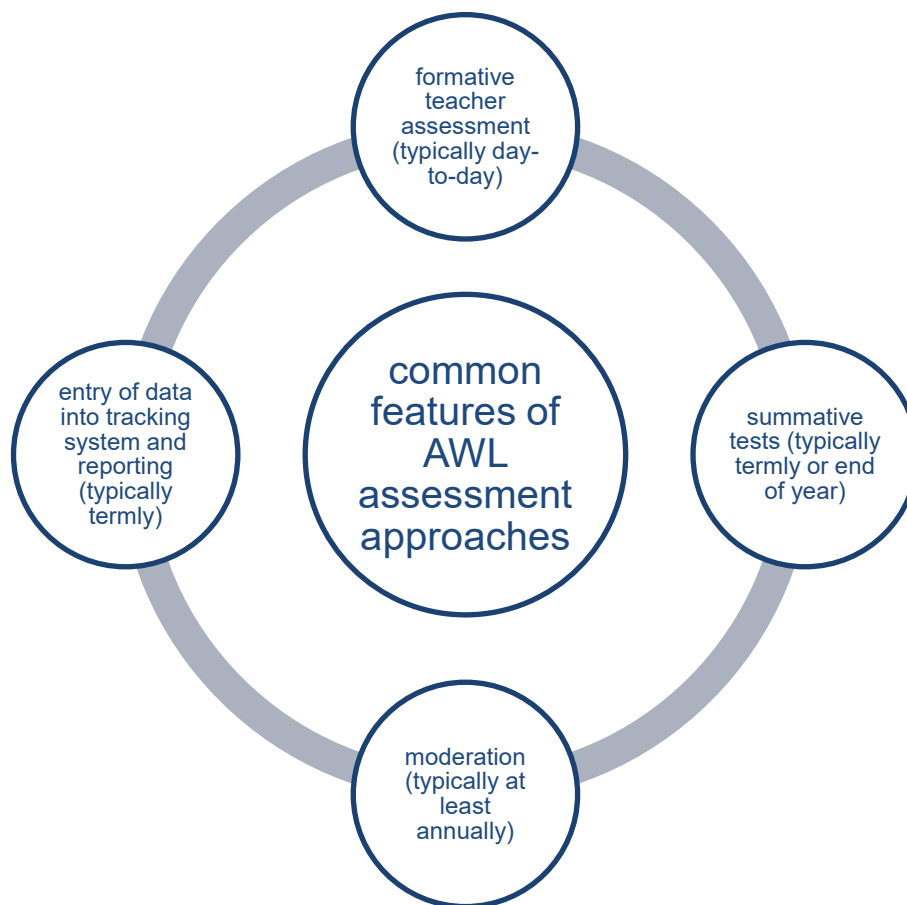 formative
teacher
assessment
(typically day-
to-day)
common
features of
AWL
assessment
approaches
entry of data
into tracking
system and
reporting
(typically
termly)
summative
tests (typically
termly or end
of year)
moderation
(typically at
least
annually)